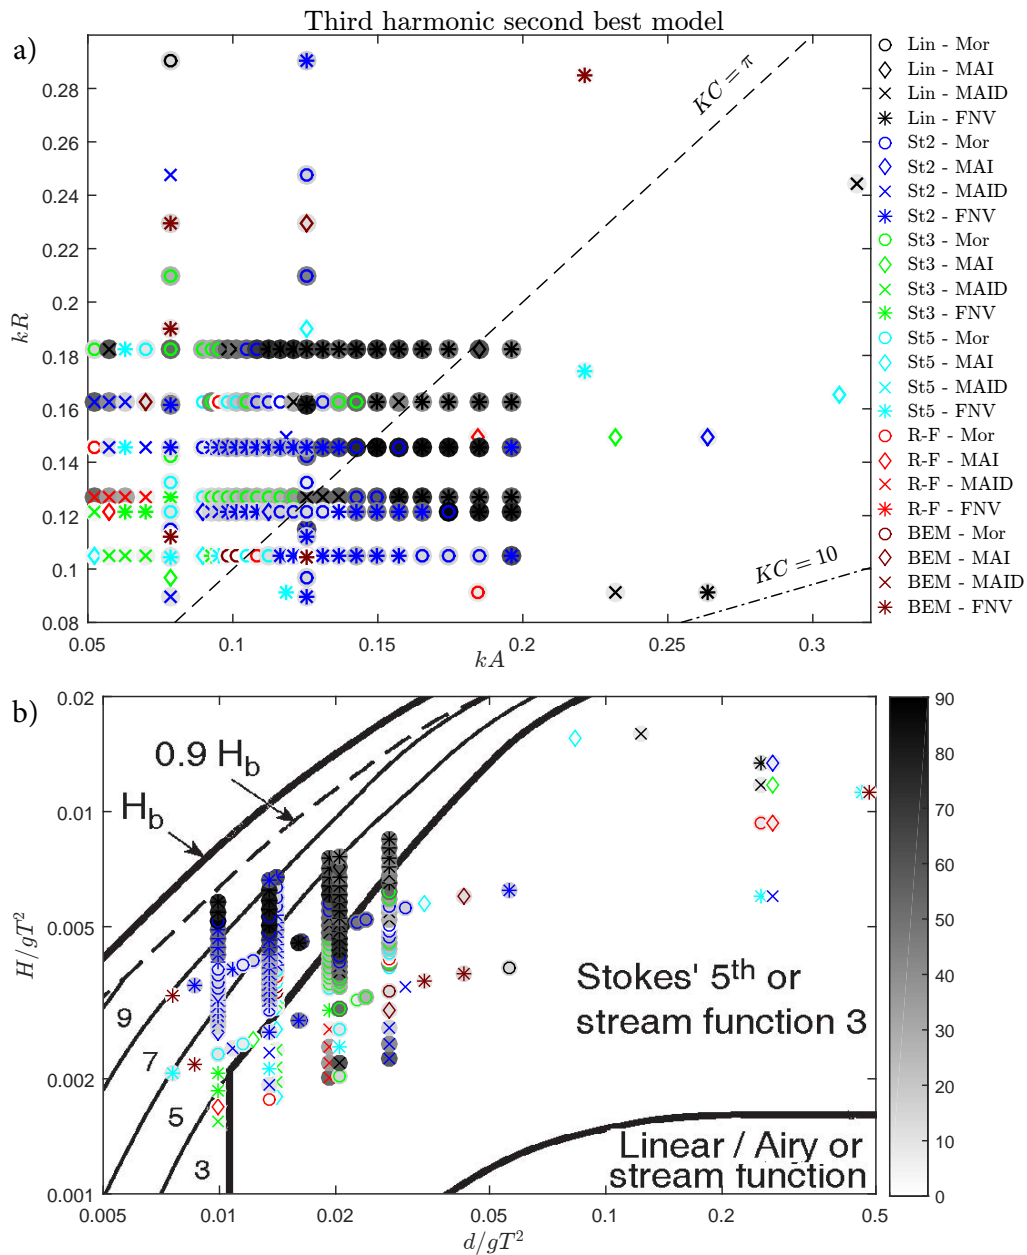 Third harmonic second best model
a)
0.28
0.26
0.24
0.22
0.2
0.18
0.16
0.14
0.12
0.1
0.08
kR
0.05
0.1
0.15
0.2
0.25
0.3
kA
KC = π
KC = 10
Lin - Mor
Lin - MAI
Lin - MAID
Lin - FNV
St2 - Mor
St2 - MAI
St2 - MAID
St2 - FNV
St3 - Mor
St3 - MAI
St3 - MAID
St3 - FNV
St5 - Mor
St5 - MAI
St5 - MAID
St5 - FNV
R-F - Mor
R-F - MAI
R-F - MAID
R-F - FNV
BEM - Mor
BEM - MAI
BEM - MAID
BEM - FNV
b)
0.02
0.01
0.005
0.002
0.001
H/gT²
0.9 Hb
Hb
9
7
5
3
Stokes' 5th or
stream function 3
Linear / Airy or
stream function
0.005
0.01
0.02
0.05
0.1
0.2
0.5
d/gT²
90
80
70
60
50
40
30
20
10
0